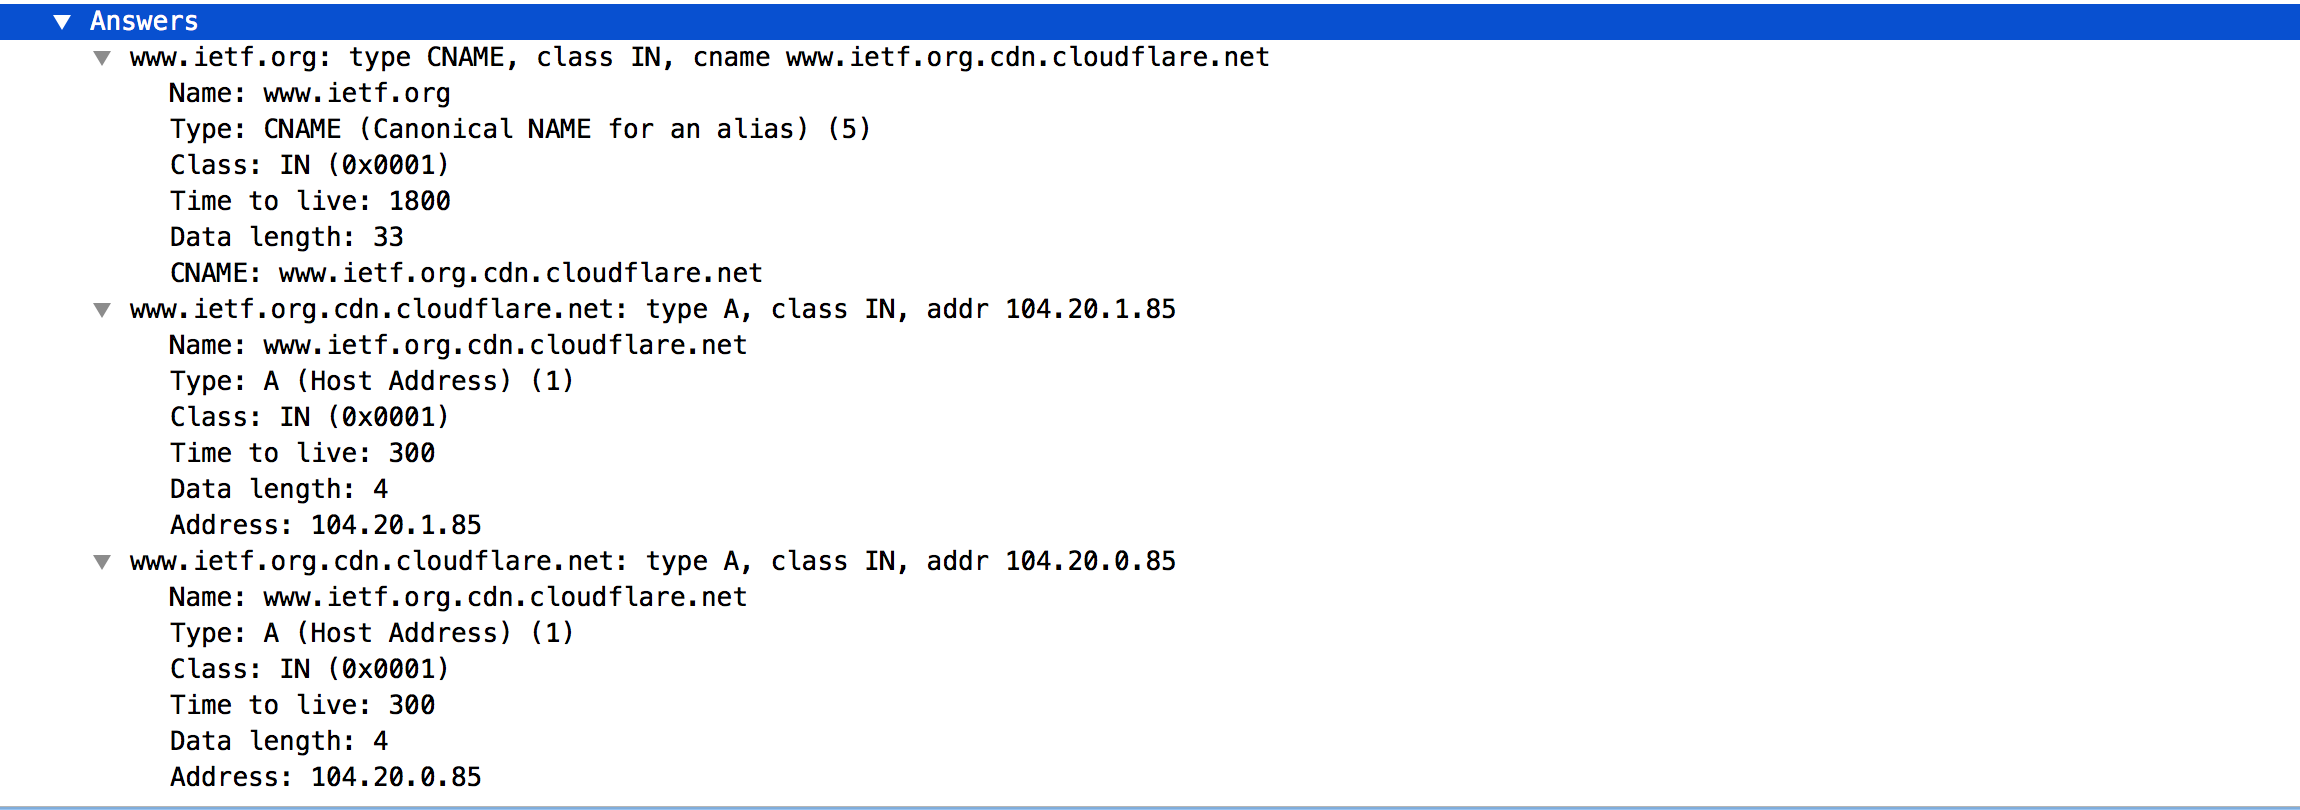 Answers
www.ietf.org: type CNAME, class IN, cname www.ietf.org.cdn.cloudflare.net
Name: www.ietf.org
Type: CNAME (Canonical NAME for an alias) (5)
Class: IN (0x0001)
Time to live: 1800
Data length: 33
CNAME: www.ietf.org.cdn.cloudflare.net
www.ietf.org.cdn.cloudflare.net: type A, class IN, addr 104.20.1.85
Name: www.ietf.org.cdn.cloudflare.net
Type: A (Host Address) (1)
Class: IN (0x0001)
Time to live: 300
Data length: 4
Address: 104.20.1.85
www.ietf.org.cdn.cloudflare.net: type A, class IN, addr 104.20.0.85
Name: www.ietf.org.cdn.cloudflare.net
Type: A (Host Address) (1)
Class: IN (0x0001)
Time to live: 300
Data length: 4
Address: 104.20.0.85